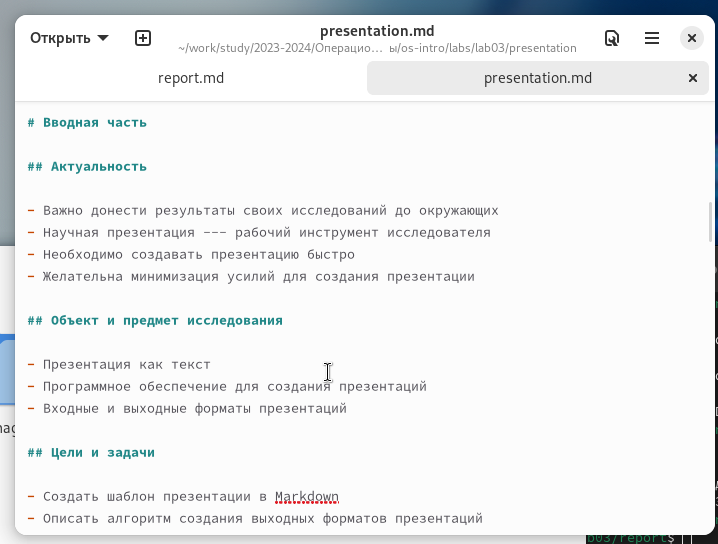 Открыть
presentation.md
~/work/study/2023-2024/Операцио… ы/os-intro/labs/lab03/presentation
report.md
presentation.md
# Вводная часть
## Актуальность
- Важно донести результаты своих исследований до окружающих
- Научная презентация --- рабочий инструмент исследователя
- Необходимо создавать презентацию быстро
- Желательна минимизация усилий для создания презентации
## Объект и предмет исследования
- Презентация как текст
- Программное обеспечение для создания презентаций
- Входные и выходные форматы презентаций
## Цели и задачи
- Создать шаблон презентации в Markdown
- Описать алгоритм создания выходных форматов презентаций
b03/report$